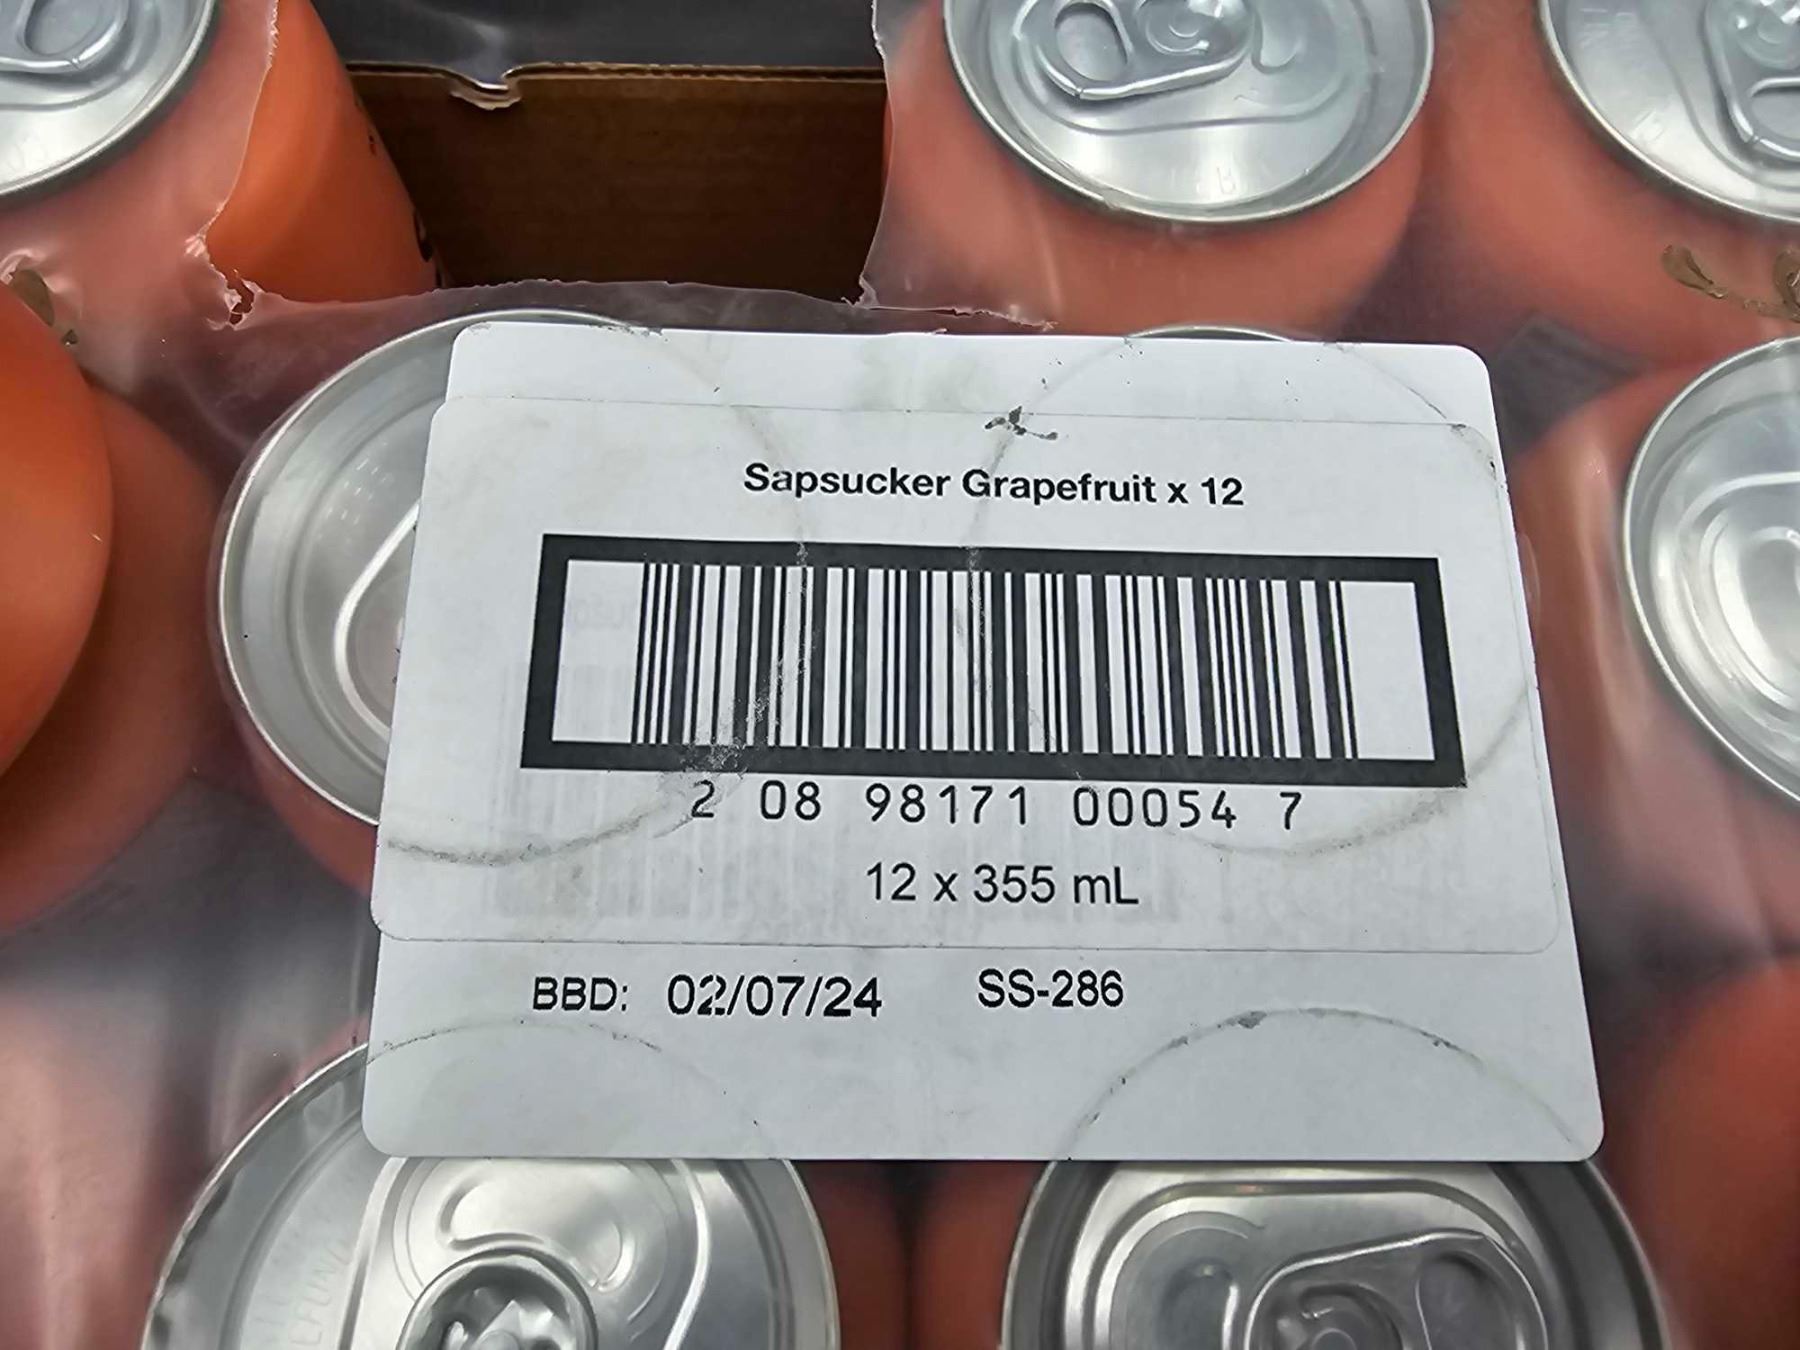 Sapsucker Grapefruit x 12
2 08 98171 00054 7
12 x 355 mL
BBD: 02/07/24 SS-286